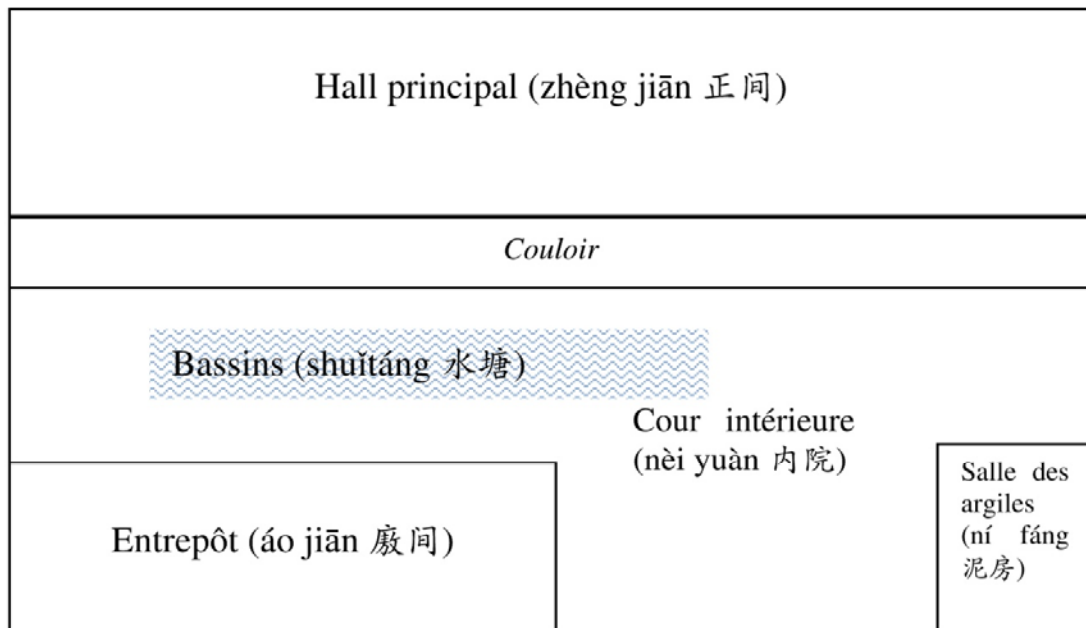 Hall principal (zhèng jiān 正间)
Couloir
Bassins (shuǐtáng 水塘)
Cour intérieure
(nèi yuàn 内院)
Entrepôt (áo jiān 廒间)
Salle des
argiles
(ní fáng
泥房)